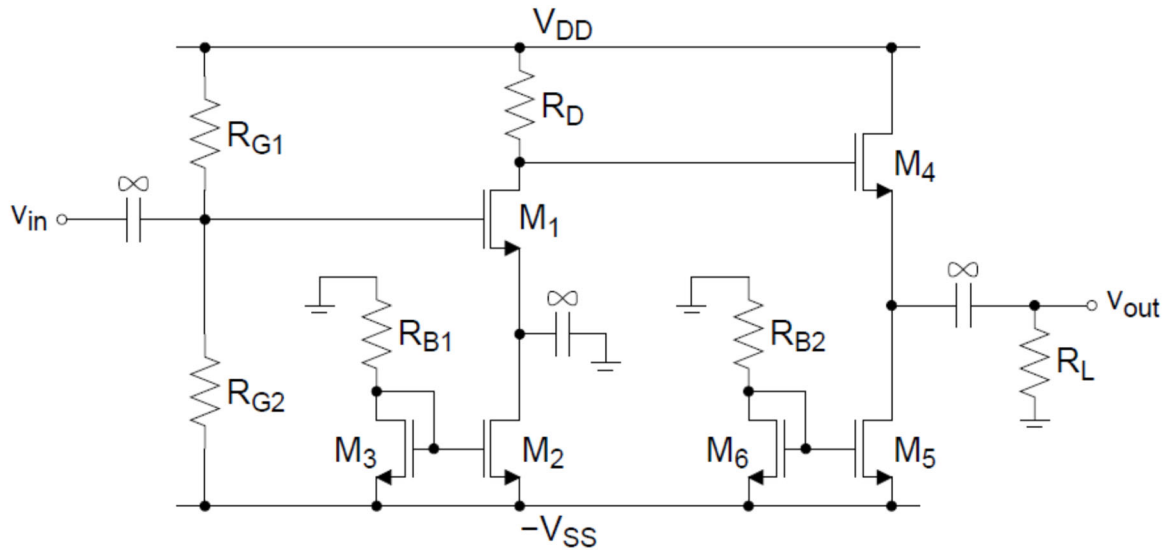 V_DD
R_G1
R_D
M_4
∞
v_in
M_1
∞
∞
v_out
R_B1
R_B2
R_L
R_G2
M_3
M_2
M_6
M_5
−V_SS